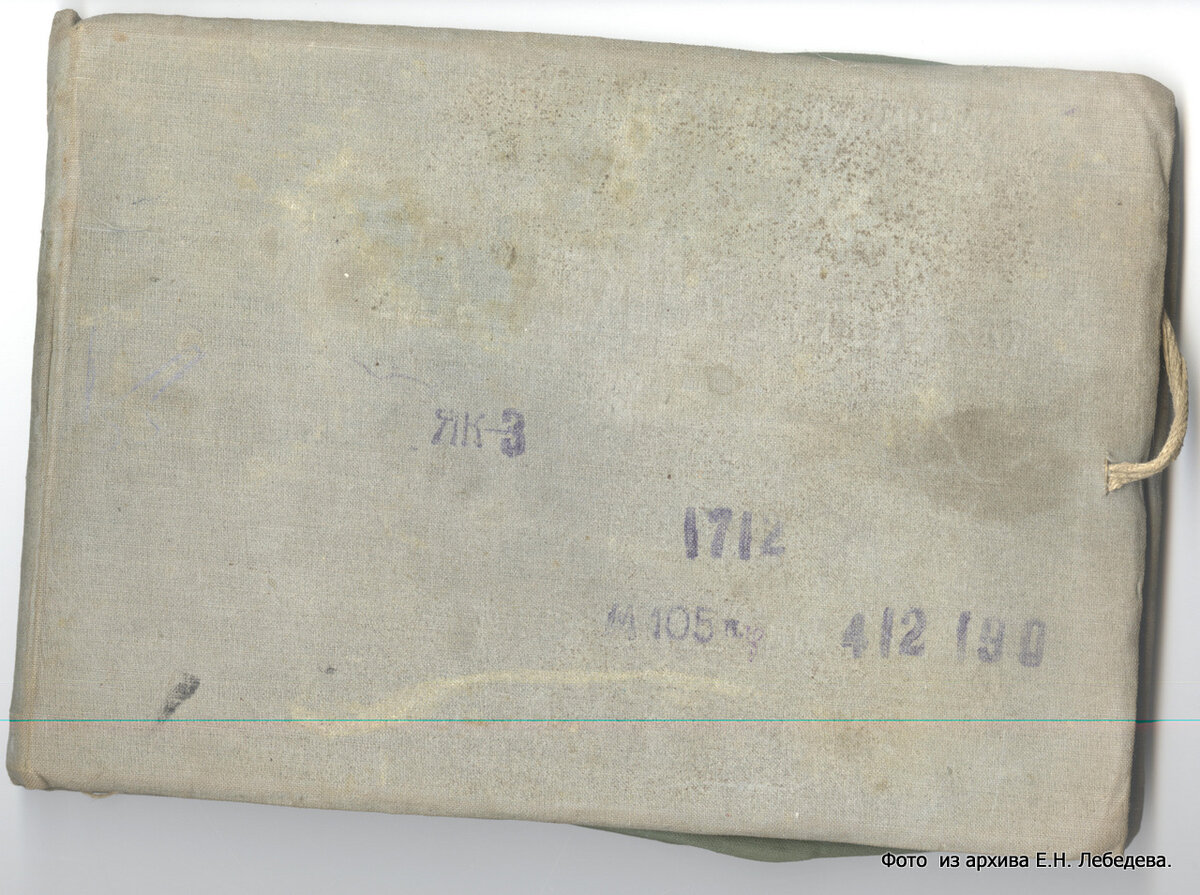 ЯК-3
1712
М 105 п.ф 412 190
Фото из архива Е.Н. Лебедева.